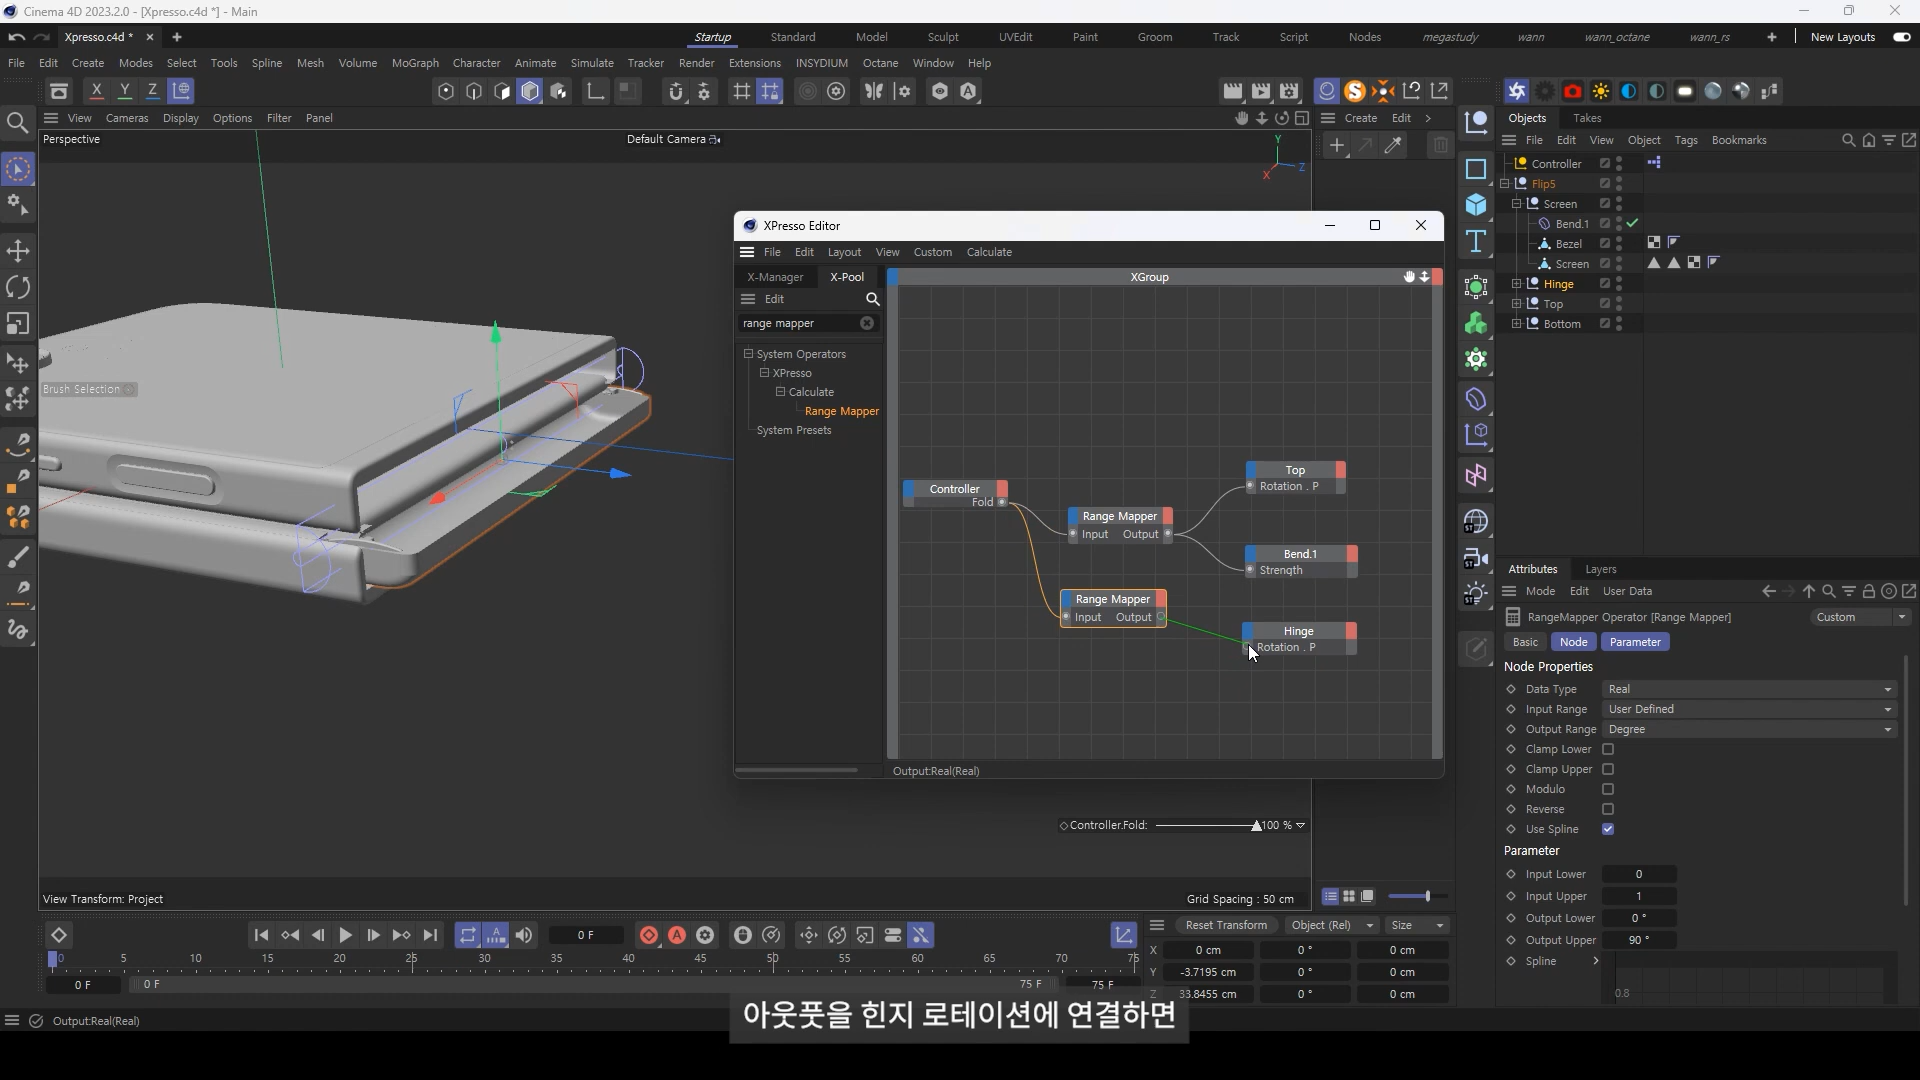 Cinema 4D 2023.2.0 - [Xpresso.c4d *] - Main
Xpresso.c4d *
Startup Standard Model Sculpt UVEdit Paint Groom Track Script Nodes megastudy wann wann_octane wann_rs New Layouts
File Edit Create Modes Select Tools Spline Mesh Volume MoGraph Character Animate Simulate Tracker Render Extensions INSYDIUM Octane Window Help
X Y Z
View Cameras Display Options Filter Panel
Create Edit
Perspective
Default Camera
Y
Z
X
Brush Selection
XPresso Editor
File Edit Layout View Custom Calculate
X-Manager X-Pool
XGroup
Edit
range mapper
System Operators
XPresso
Calculate
Range Mapper
System Presets
Controller
Fold
Range Mapper
Input Output
Top
Rotation . P
Bend.1
Strength
Range Mapper
Input Output
Hinge
Rotation . P
Output:Real(Real)
Controller.Fold: 100 %
View Transform: Project
Grid Spacing : 50 cm
Objects Takes
File Edit View Object Tags Bookmarks
Controller
Flip5
Screen
Bend.1
Bezel
Screen
Hinge
Top
Bottom
Attributes Layers
Mode Edit User Data
RangeMapper Operator [Range Mapper]
Custom
Basic Node Parameter
Node Properties
Data Type Real
Input Range User Defined
Output Range Degree
Clamp Lower
Clamp Upper
Modulo
Reverse
Use Spline
Parameter
Input Lower 0
Input Upper 1
Output Lower 0 °
Output Upper 90 °
Spline
0.8
0 F
Reset Transform Object (Rel) Size
0 5 10 15 20 25 30 35 40 45 50 55 60 65 70 75
0 F 0 F 75 F 75 F
X 0 cm 0 ° 0 cm
Y -3.7195 cm 0 ° 0 cm
Z 33.8455 cm 0 ° 0 cm
아웃풋을 힌지 로테이션에 연결하면
Output:Real(Real)